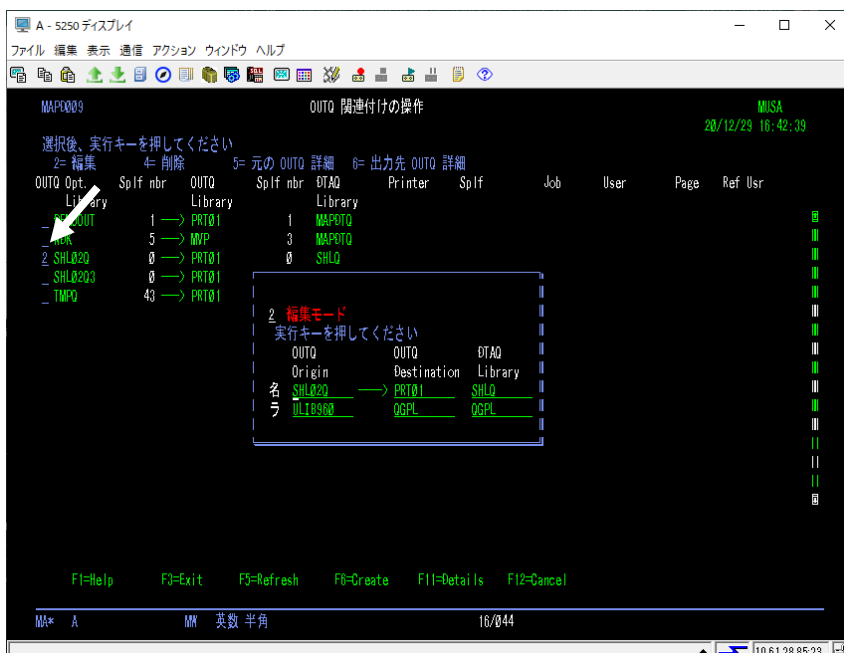 A - 5250 ディスプレイ
ファイル 編集 表示 通信 アクション ウィンドウ ヘルプ
MAPD009 OUTQ 関連付けの操作 MUSA
20/12/29 16:42:39
選択後、実行キーを押してください
2= 編集 4= 削除 5= 元の OUTQ 詳細 6= 出力先 OUTQ 詳細
OUTQ Opt. Splf nbr OUTQ Splf nbr DTAQ Printer Splf Job User Page Ref Usr
Library Library Library
_ 1 ──> PRT01 1 MAPDTQ
_ 5 ──> MVP 3 MAPDTQ
2 SHL02Q 0 ──> PRT01 0 SHLQ
_ SHL02Q3 0 ──> PRT01
_ TMPQ 43 ──> PRT01
2 編集モード
実行キーを押してください
OUTQ OUTQ DTAQ
Origin Destination Library
名 SHL02Q ──> PRT01 SHLQ
ラ ULIB960 QGPL QGPL
F1=Help F3=Exit F5=Refresh F6=Create F11=Details F12=Cancel
MA* A MW 英数 半角 16/044
10.61.28.85:23